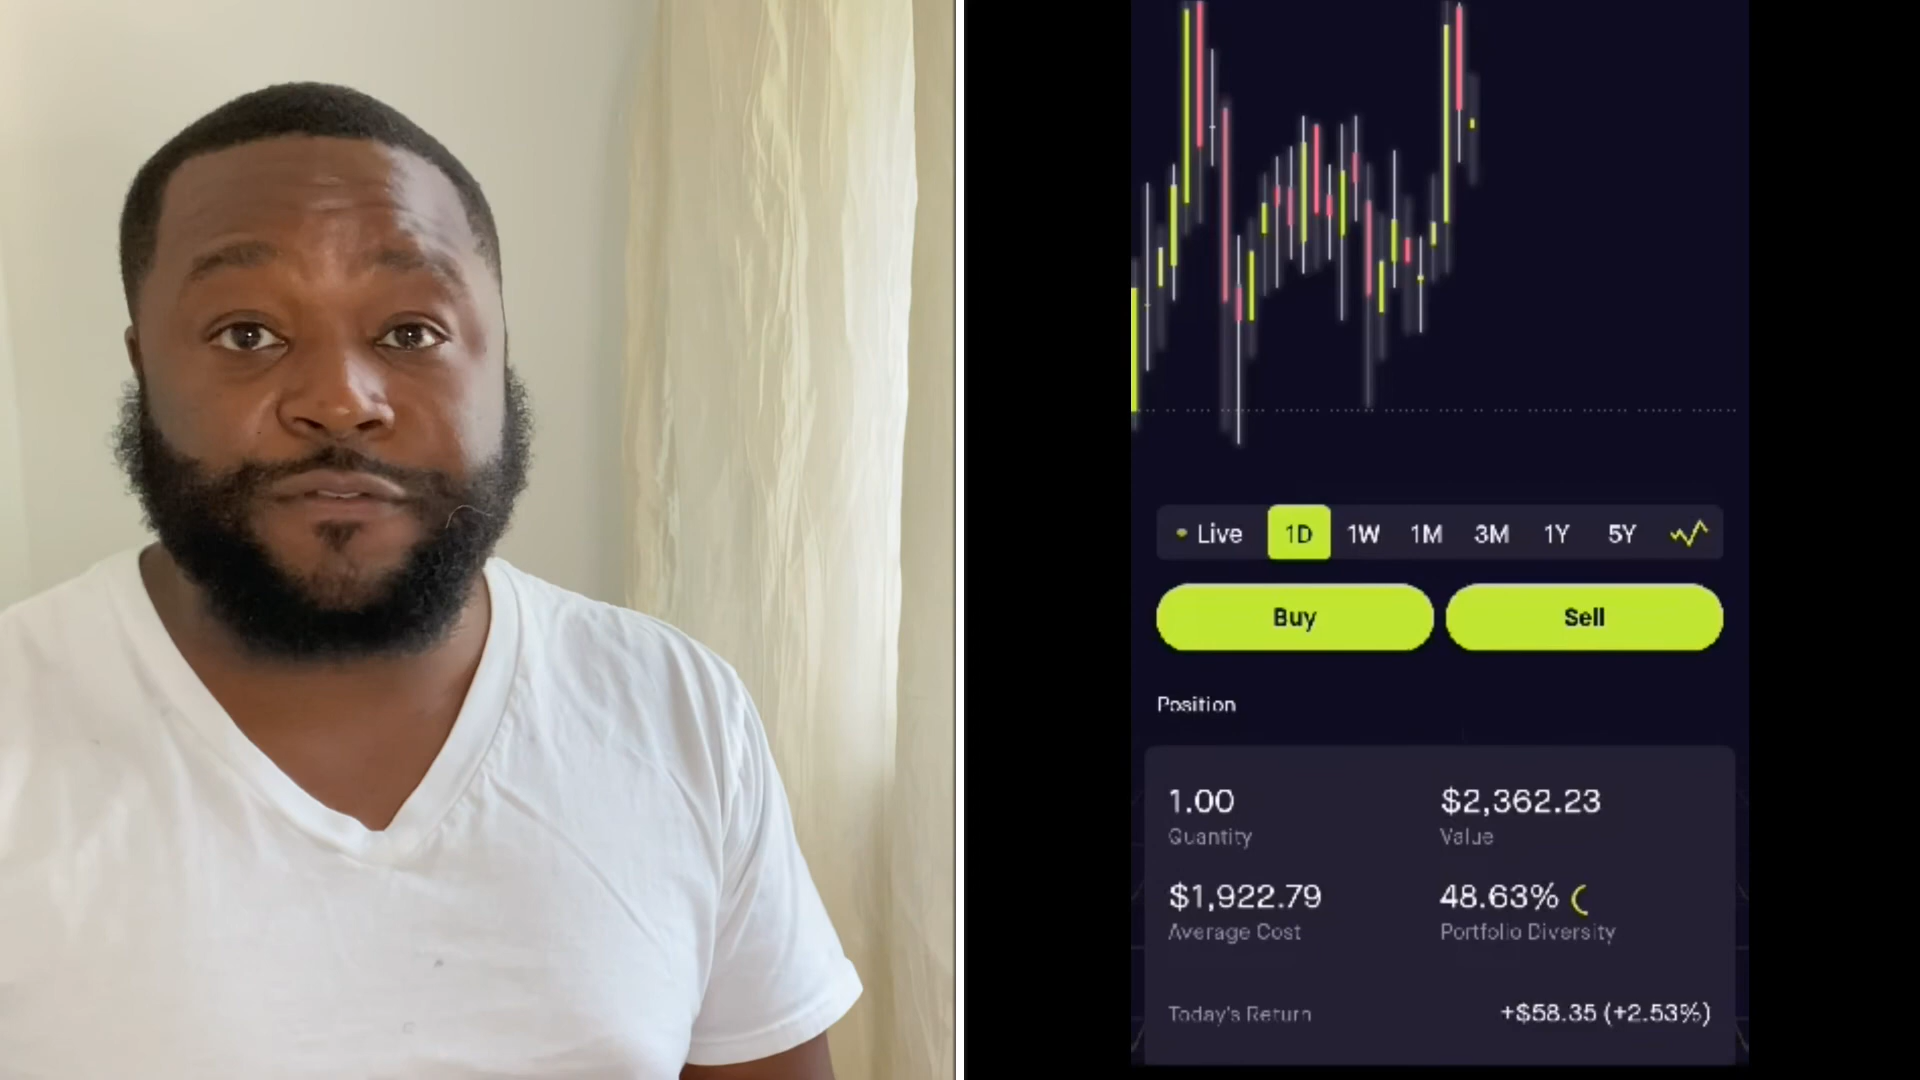 Live 1D 1W 1M 3M 1Y 5Y
Buy Sell
Position
1.00 $2,362.23
Quantity Value
$1,922.79 48.63%
Average Cost Portfolio Diversity
Today's Return +$58.35 (+2.53%)